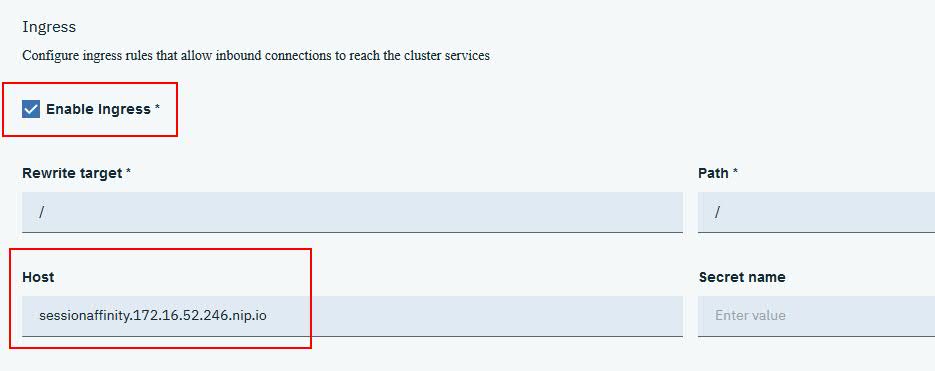 Ingress
Configure ingress rules that allow inbound connections to reach the cluster services
Enable Ingress *
Rewrite target *
Path *
/
/
Host
Secret name
sessionaffinity.172.16.52.246.nip.io
Enter value